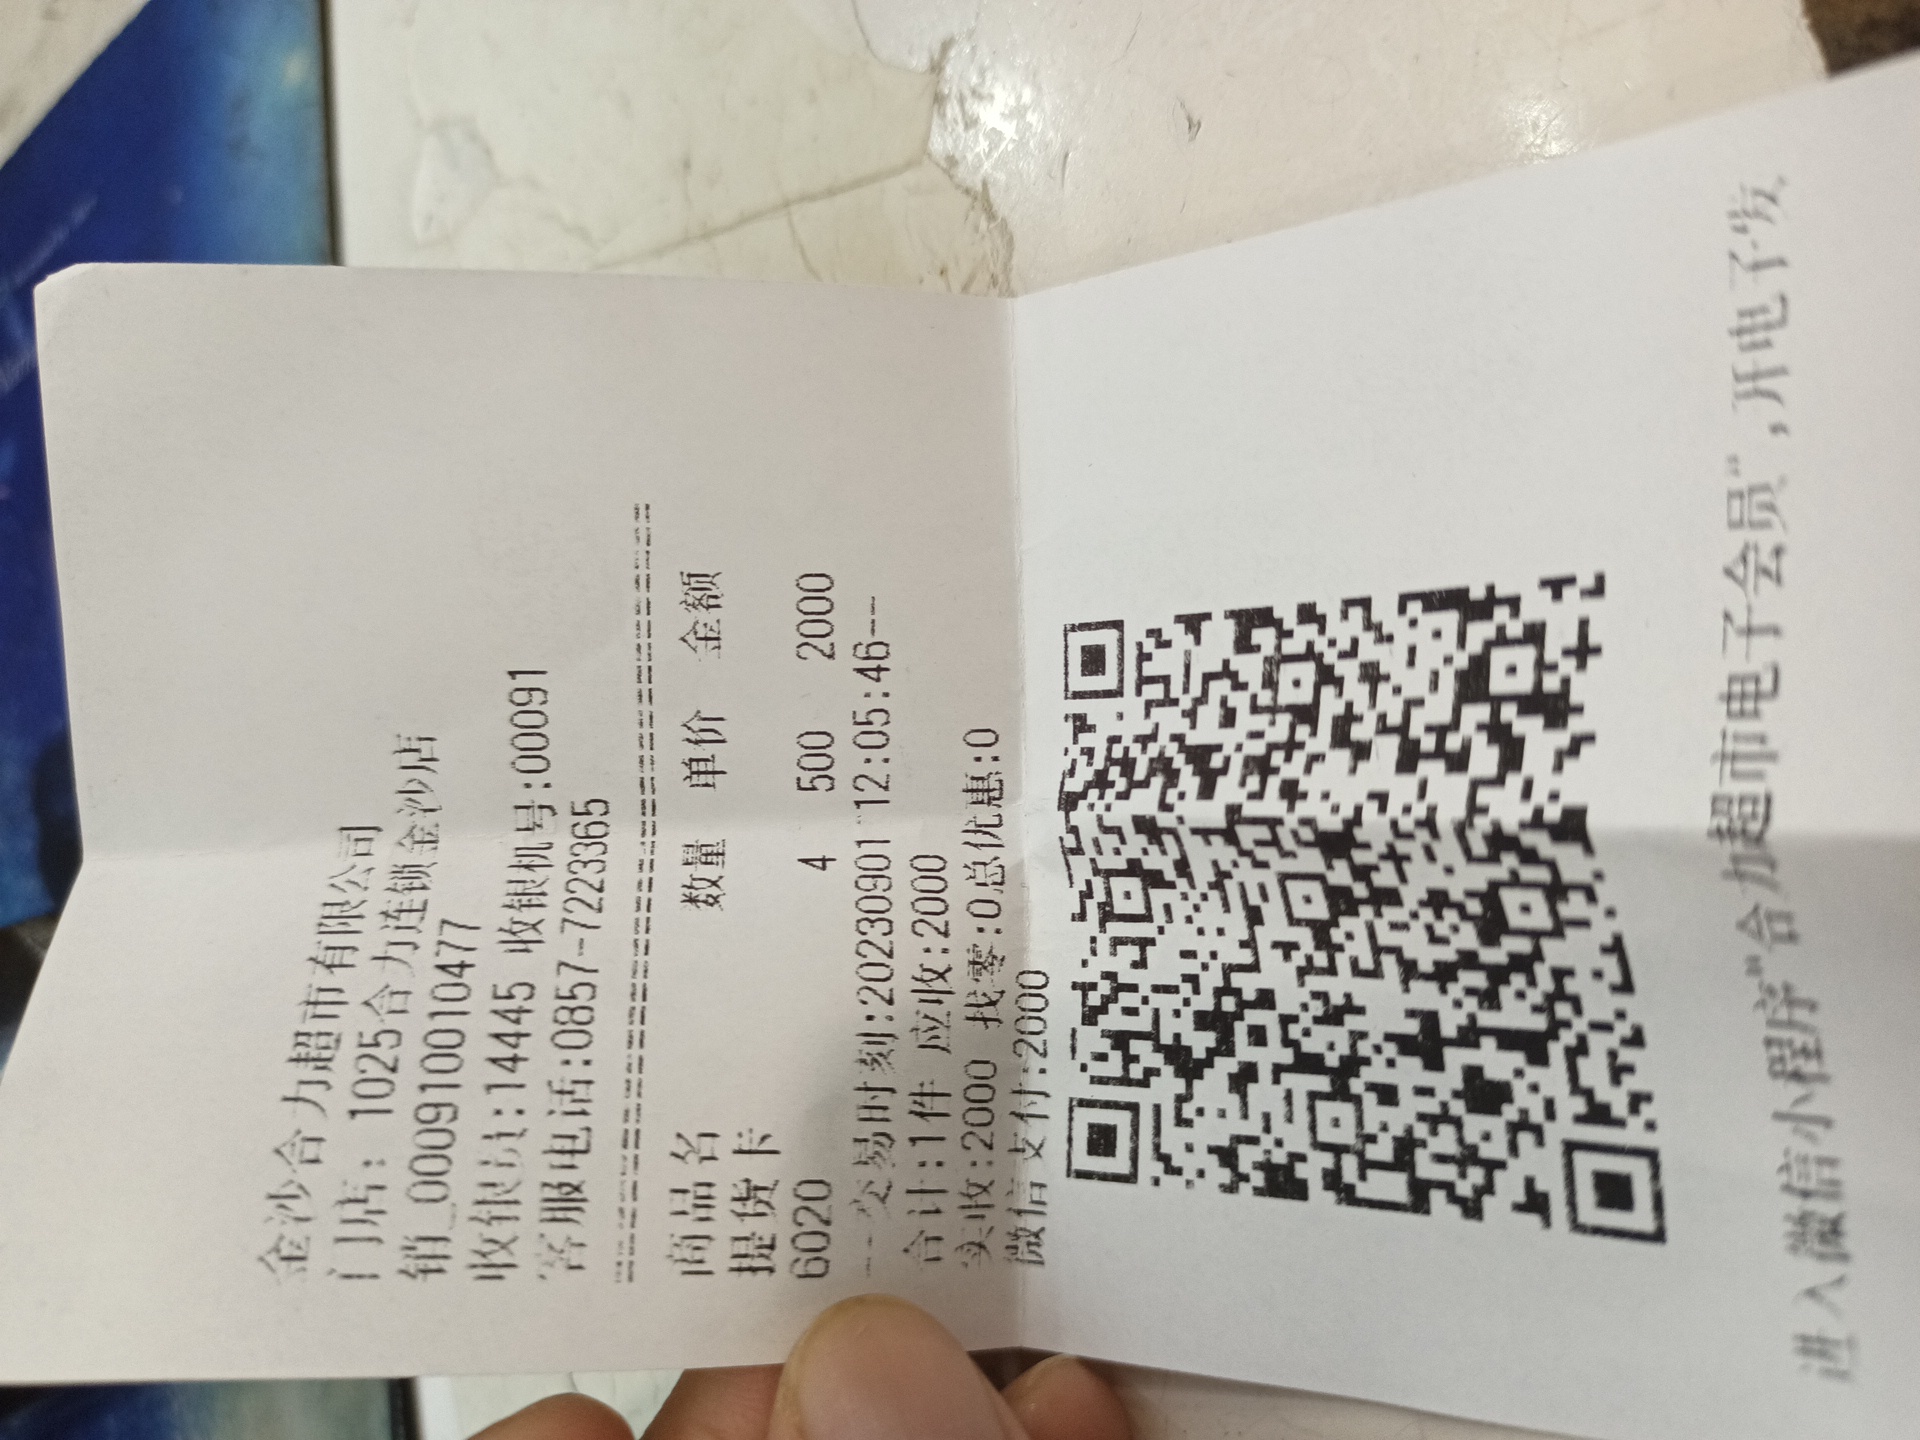 金沙合力超市有限公司
门店: 1025合力连锁金沙店
销_000910010477
收银员:14445 收银机号:00091
客服电话:0857-7223365
商品名 数量 单价 金额
提货卡
6020 4 500 2000
--交易时刻:20230901 12:05:46--
合计:1件 应收:2000
实收:2000 找零:0总优惠:0
微信支付:2000
进入微信小程序"合力超市电子会员",开电子发